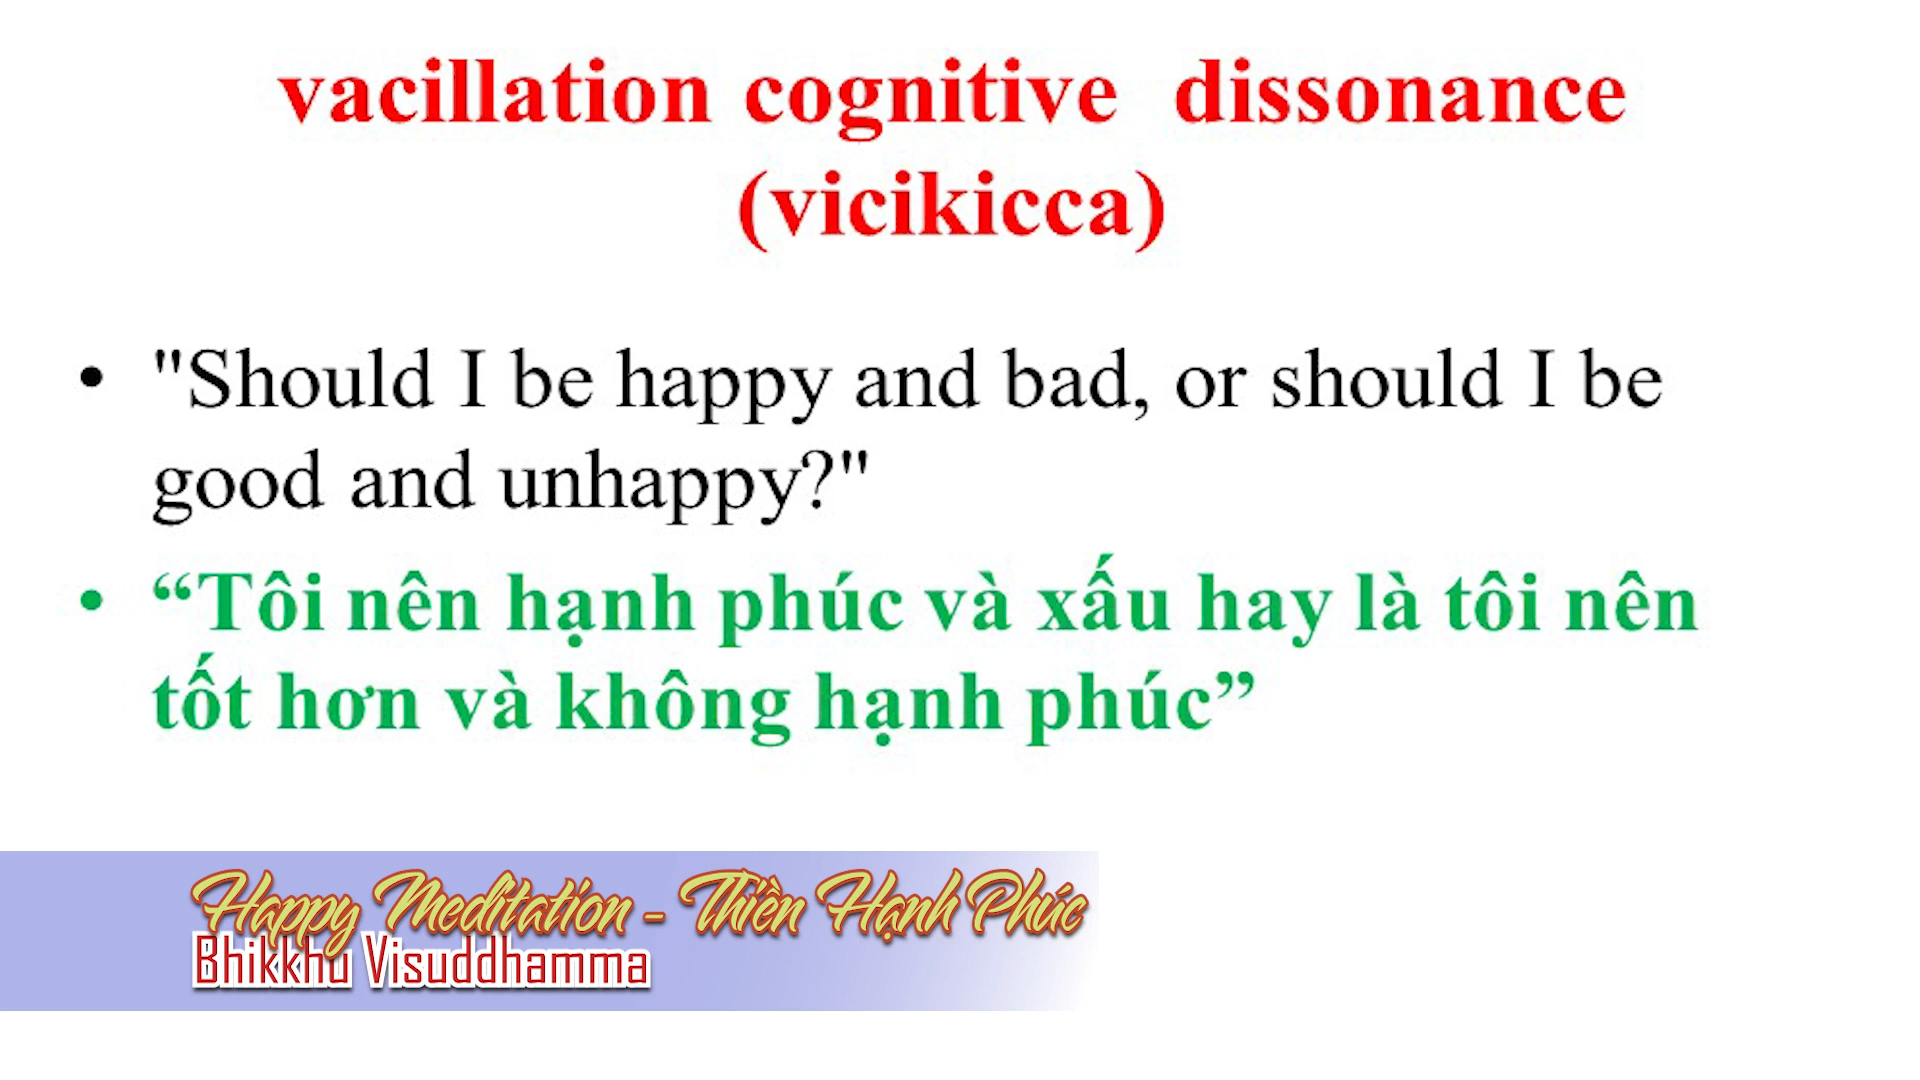 vacillation cognitive dissonance
(vicikicca)
• "Should I be happy and bad, or should I be
good and unhappy?"
• “Tôi nên hạnh phúc và xấu hay là tôi nên
tốt hơn và không hạnh phúc”
Happy Meditation - Thiền Hạnh Phúc
Bhikkhu Visuddhamma